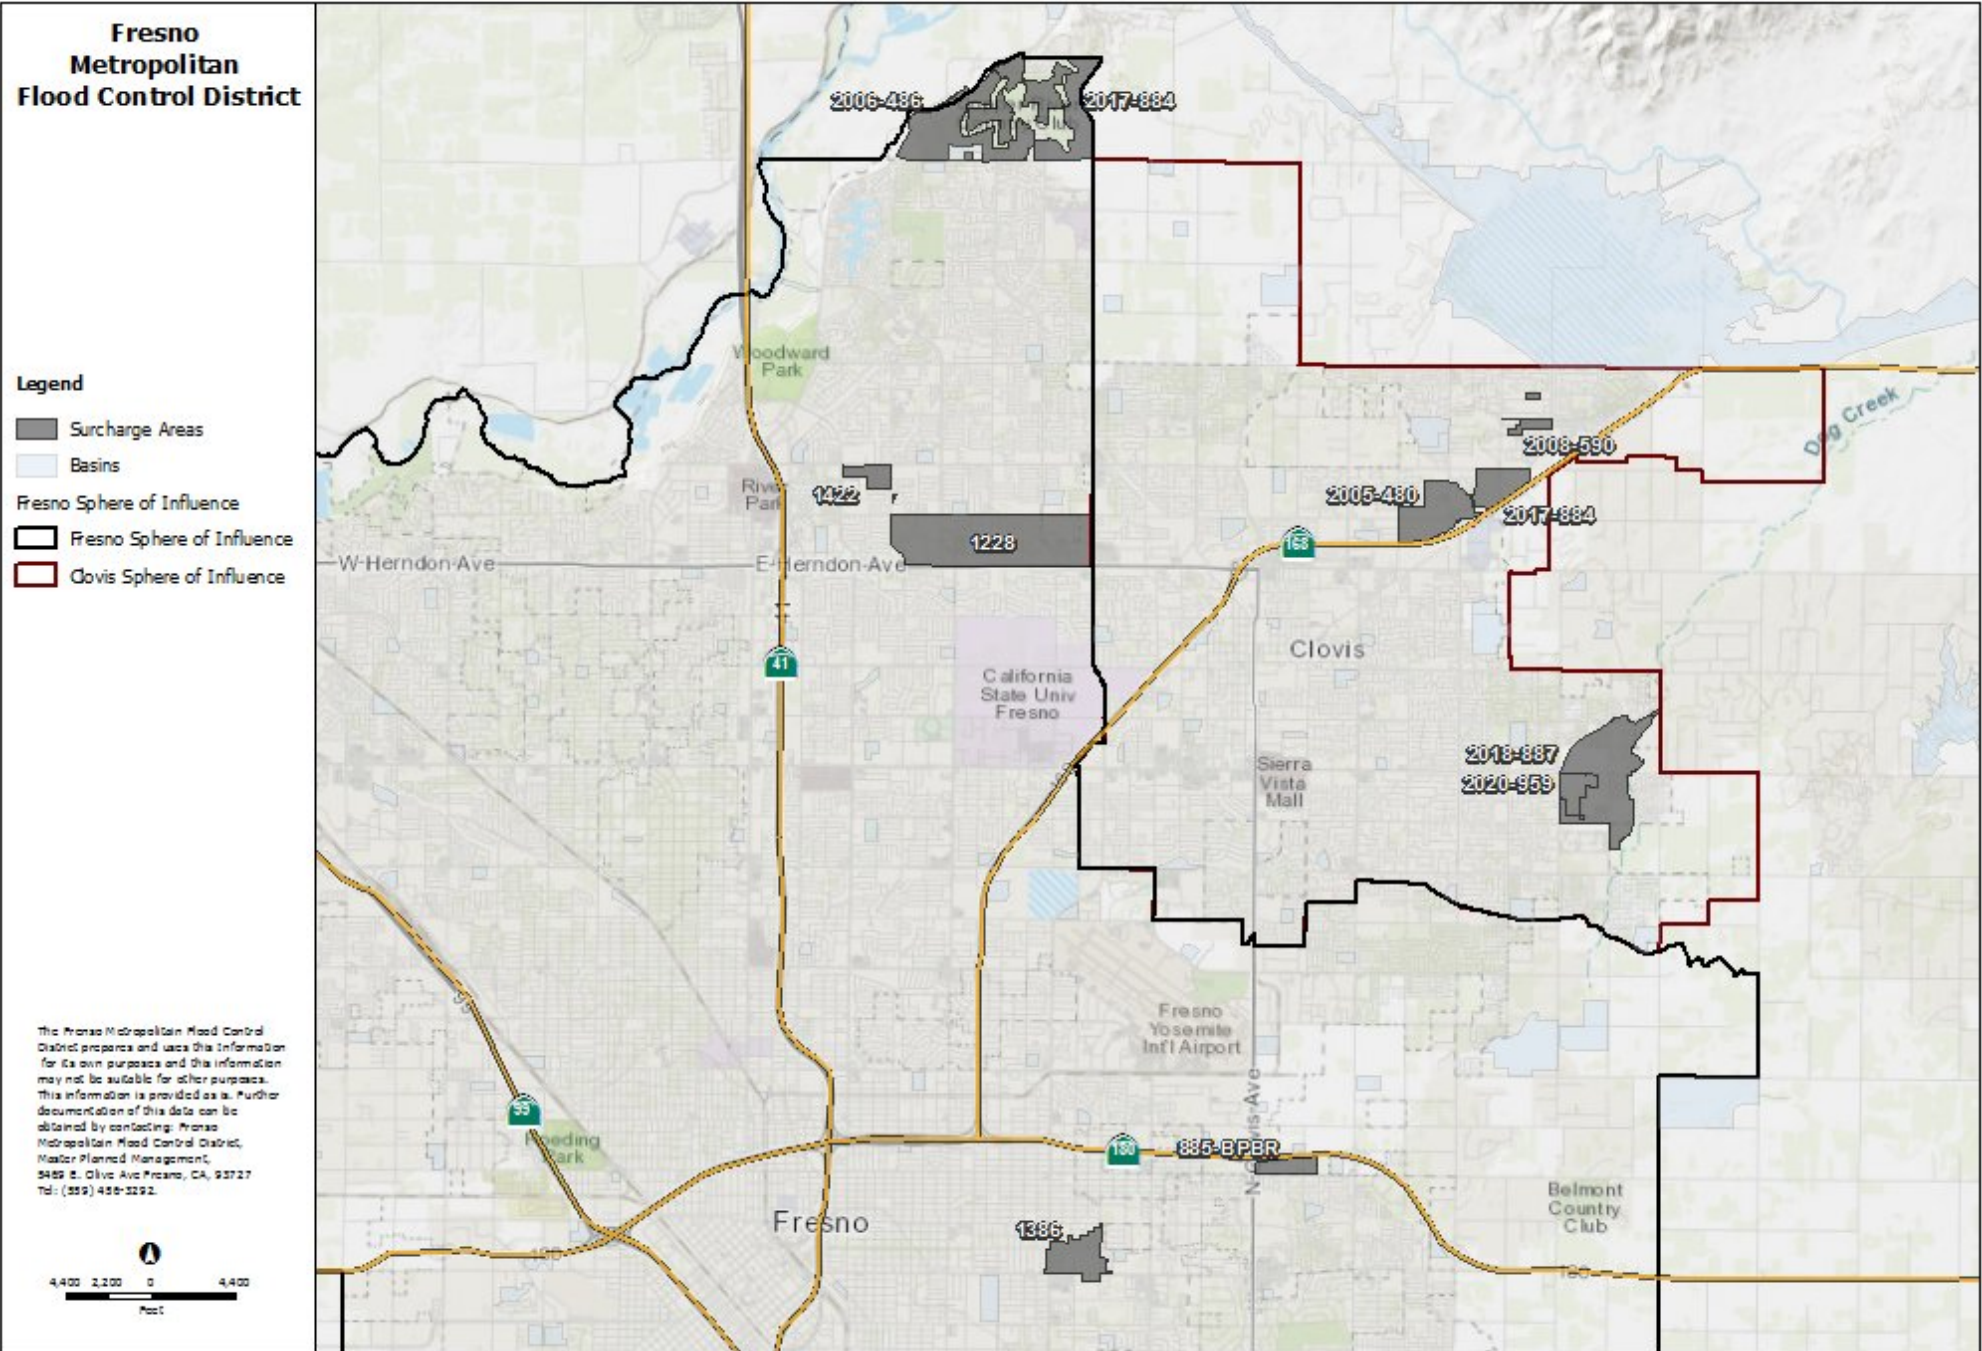 Fresno
Metropolitan
Flood Control District
Legend
Surcharge Areas
Basins
Fresno Sphere of Influence
Fresno Sphere of Influence
Clovis Sphere of Influence
The Fresno Metropolitan Flood Control
District prepares and uses this information
for its own purposes and this information
may not be suitable for other purposes.
This information is provided as is. Further
documentation of this data can be
obtained by contacting: Fresno
Metropolitan Flood Control District,
Master Planned Management,
5469 E. Olive Ave Fresno, CA, 93727
Tel: (559) 456-3292.
4,400 2,200 0 4,400
Feet
2006-486
2017-884
Woodward
Park
Dog Creek
2008-590
River
Park
1422
2005-480
2017-884
1228
168
W-Herndon-Ave
E-Herndon-Ave
41
Clovis
California
State Univ
Fresno
2018-887
2020-959
Sierra
Vista
Mall
Fresno
Yosemite
Int'l Airport
99
Roeding
Park
180
885-BPBR
Belmont
Country
Club
Fresno
1386
180
180